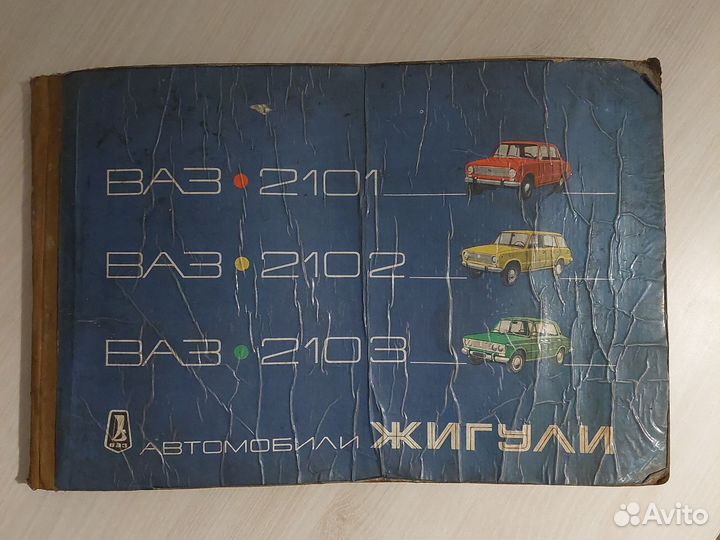 ВАЗ • 2101
ВАЗ • 2102
ВАЗ • 2103
ВАЗ
АВТОМОБИЛИ ЖИГУЛИ
Avito